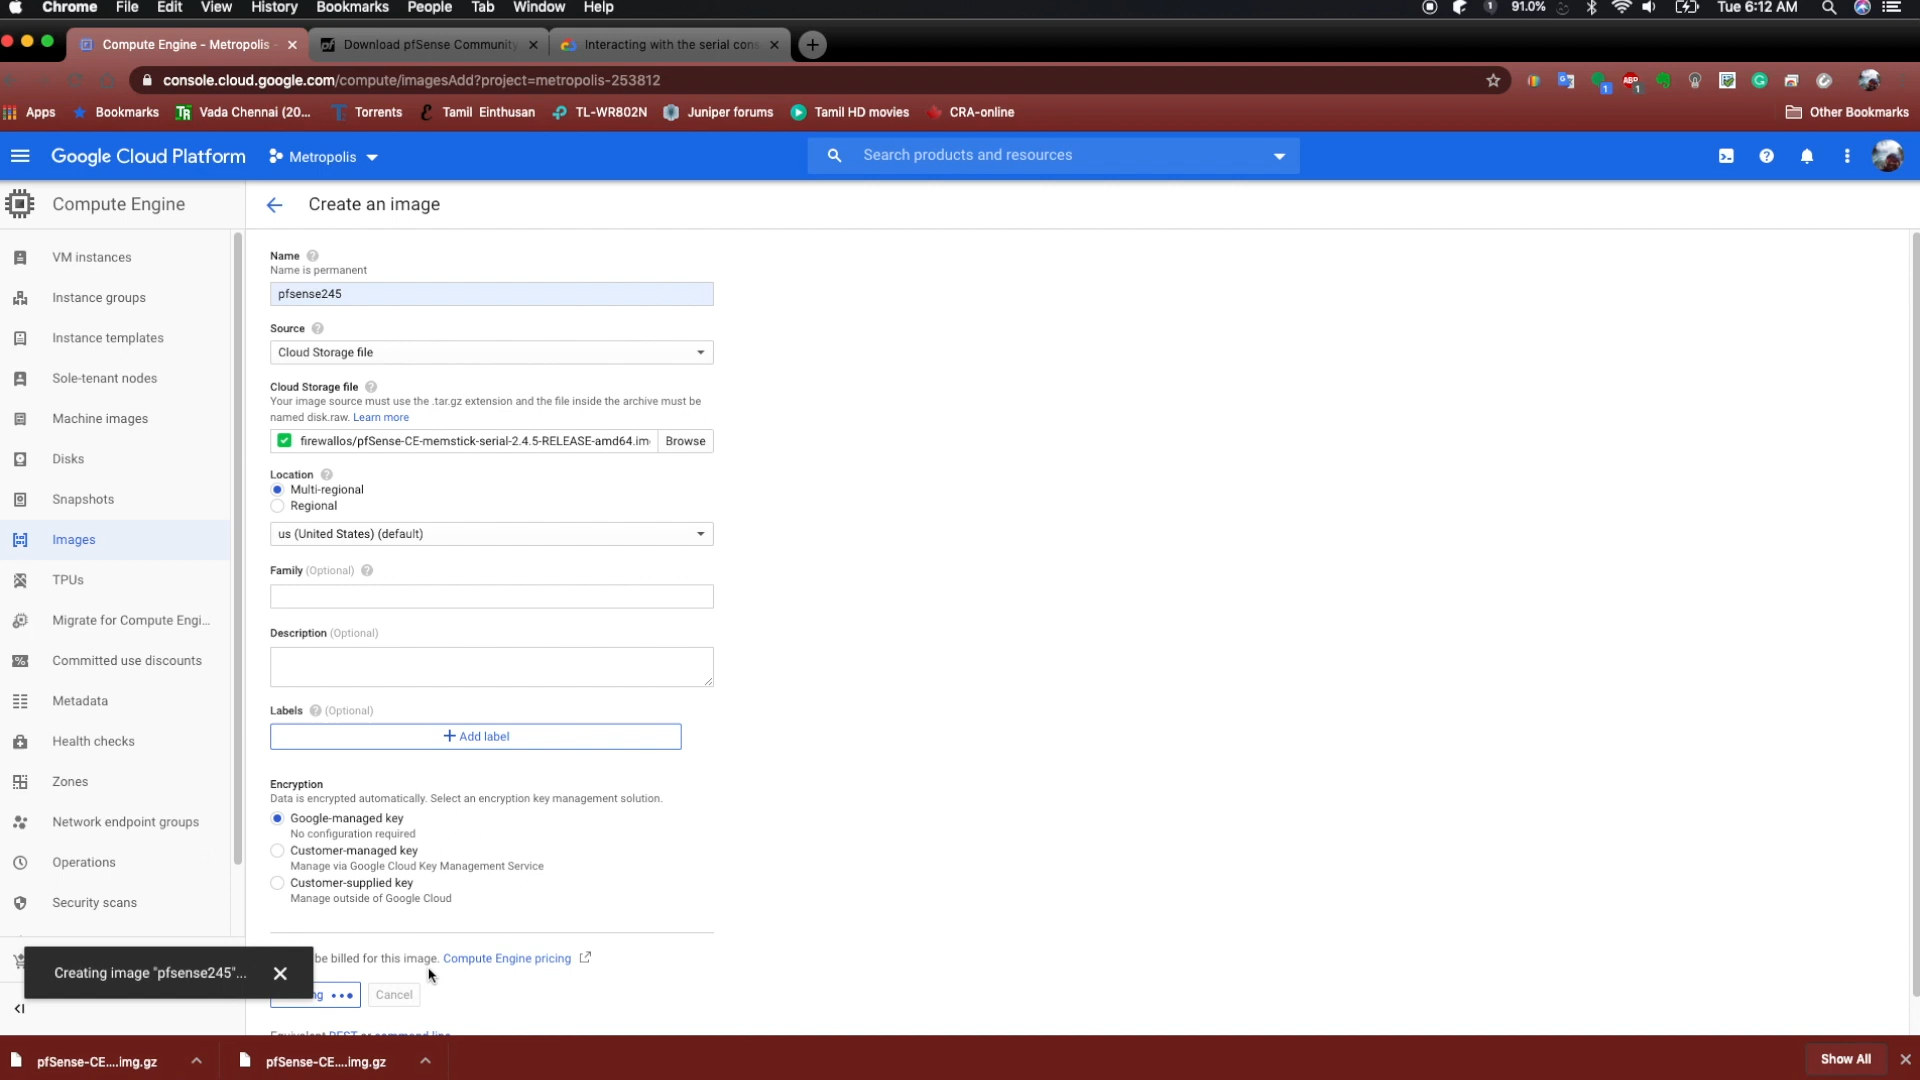 Chrome File Edit View History Bookmarks People Tab Window Help
91.0% Tue 6:12 AM
Compute Engine - Metropolis -
Download pfSense Community
Interacting with the serial cons
console.cloud.google.com/compute/imagesAdd?project=metropolis-253812
Apps Bookmarks Vada Chennai (20... Torrents Tamil Einthusan TL-WR802N Juniper forums Tamil HD movies CRA-online Other Bookmarks
Google Cloud Platform Metropolis Search products and resources
Compute Engine
Create an image
VM instances
Instance groups
Instance templates
Sole-tenant nodes
Machine images
Disks
Snapshots
Images
TPUs
Migrate for Compute Engi...
Committed use discounts
Metadata
Health checks
Zones
Network endpoint groups
Operations
Security scans
Name
Name is permanent
pfsense245
Source
Cloud Storage file
Cloud Storage file
Your image source must use the .tar.gz extension and the file inside the archive must be
named disk.raw. Learn more
firewallos/pfSense-CE-memstick-serial-2.4.5-RELEASE-amd64.im
Browse
Location
Multi-regional
Regional
us (United States) (default)
Family (Optional)
Description (Optional)
Labels (Optional)
Add label
Encryption
Data is encrypted automatically. Select an encryption key management solution.
Google-managed key
No configuration required
Customer-managed key
Manage via Google Cloud Key Management Service
Customer-supplied key
Manage outside of Google Cloud
be billed for this image. Compute Engine pricing
Creating image "pfsense245"...
ng
Cancel
Equivalent REST or command line
pfSense-CE....img.gz
pfSense-CE....img.gz
Show All